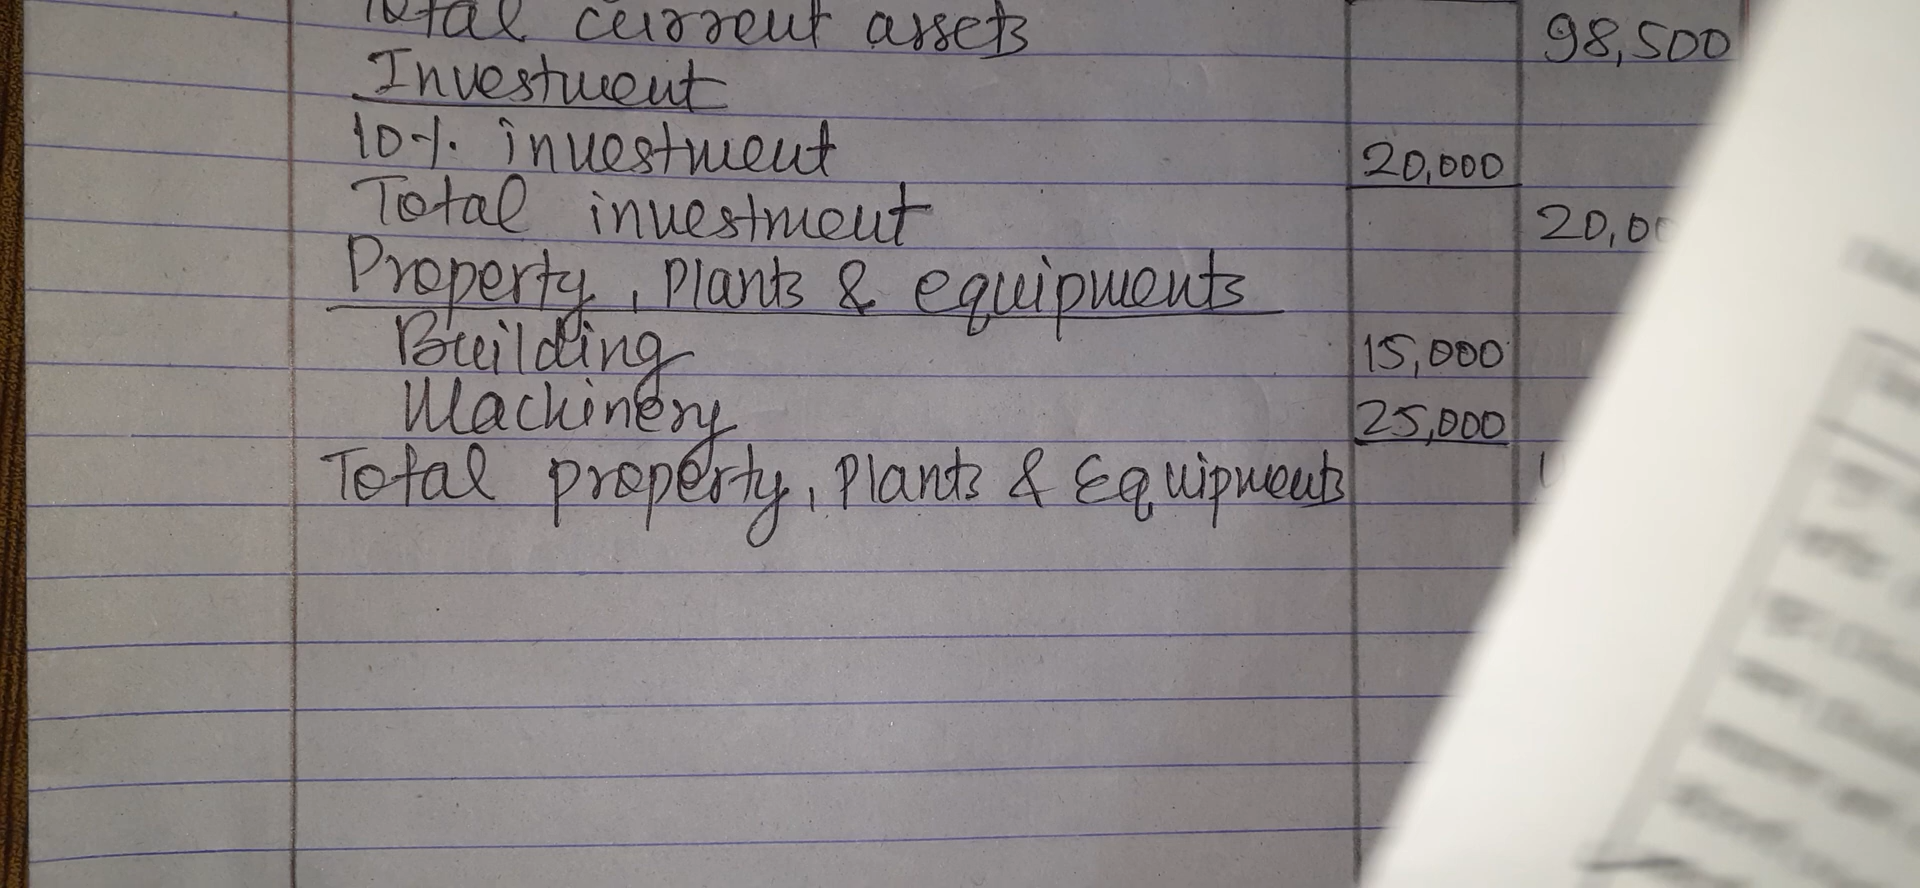 Total current assets 98,500
Investment
10% investment 20,000
Total investment 20,00
Property, Plants & equipments
Building 15,000
Machinery 25,000
Total property, Plants & Equipments